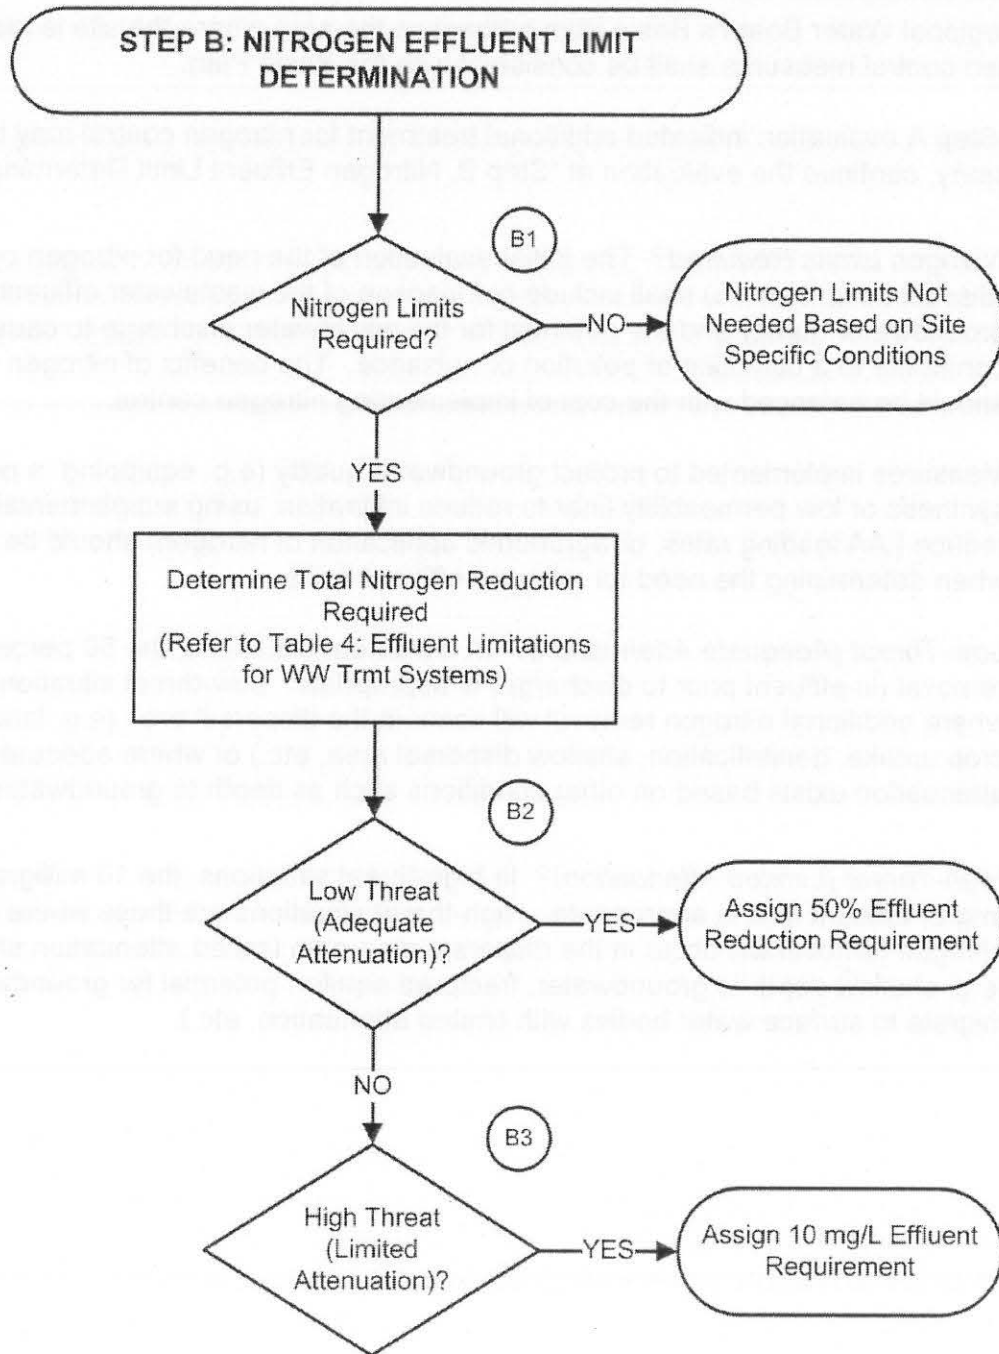 STEP B: NITROGEN EFFLUENT LIMIT
DETERMINATION
B1
Nitrogen Limits
Required?
NO
Nitrogen Limits Not
Needed Based on Site
Specific Conditions
YES
Determine Total Nitrogen Reduction
Required
(Refer to Table 4: Effluent Limitations
for WW Trmt Systems)
B2
Low Threat
(Adequate
Attenuation)?
YES
Assign 50% Effluent
Reduction Requirement
NO
B3
High Threat
(Limited
Attenuation)?
YES
Assign 10 mg/L Effluent
Requirement